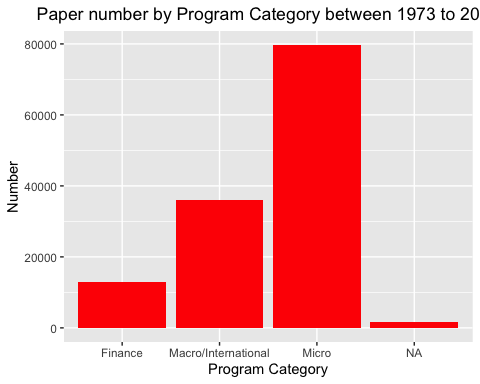 Paper number by Program Category between 1973 to 20
80000
60000
40000
20000
0
Number
Finance
Macro/International
Micro
NA
Program Category